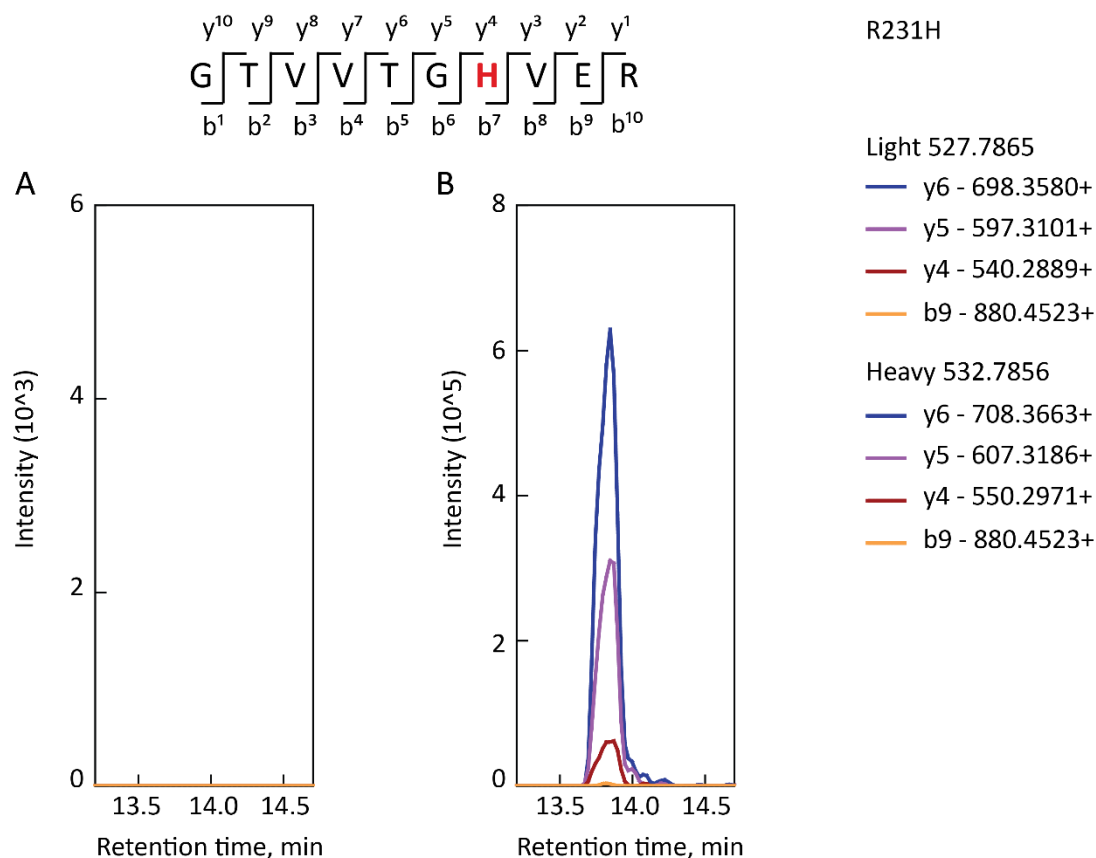 y¹⁰ y⁹ y⁸ y⁷ y⁶ y⁵ y⁴ y³ y² y¹
G T V V T G H V E R
b¹ b² b³ b⁴ b⁵ b⁶ b⁷ b⁸ b⁹ b¹⁰
A
6
4
2
0
Intensity (10^3)
13.5 14.0 14.5
Retention time, min
B
8
6
4
2
0
Intensity (10^5)
13.5 14.0 14.5
Retention time, min
R231H
Light 527.7865
y6 - 698.3580+
y5 - 597.3101+
y4 - 540.2889+
b9 - 880.4523+
Heavy 532.7856
y6 - 708.3663+
y5 - 607.3186+
y4 - 550.2971+
b9 - 880.4523+